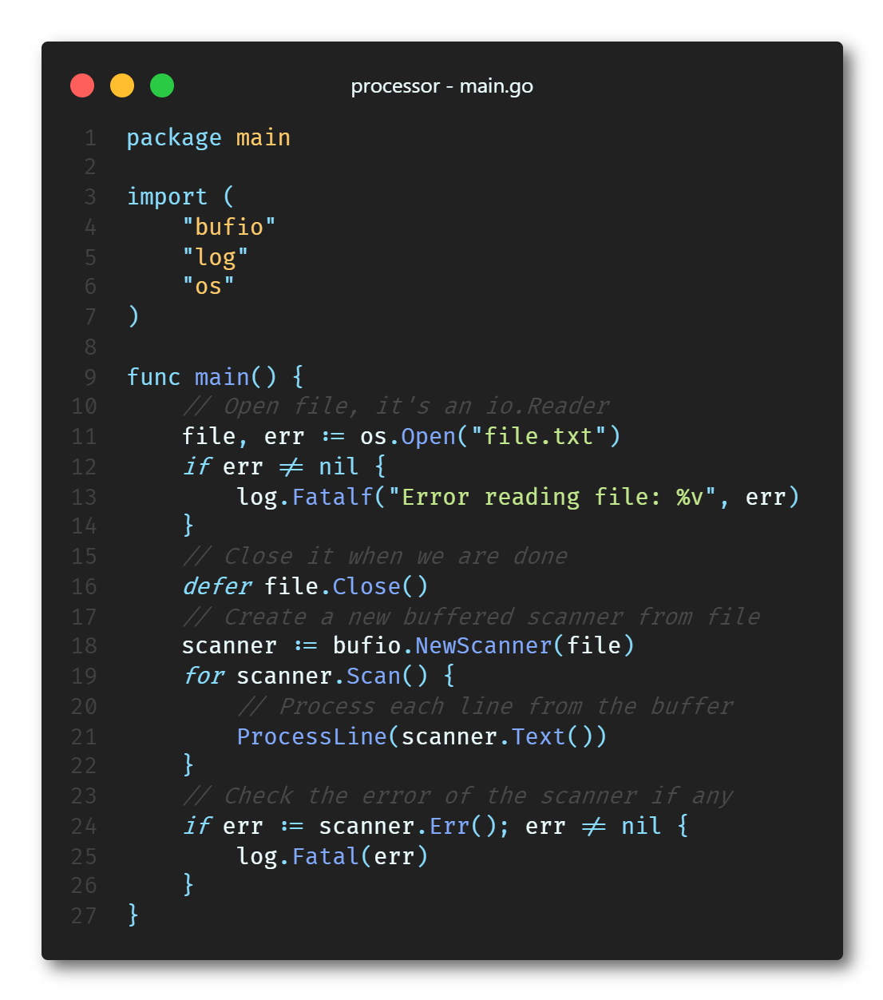 processor - main.go
1 package main
2
3 import (
4     "bufio"
5     "log"
6     "os"
7 )
8
9 func main() {
10     // Open file, it's an io.Reader
11     file, err := os.Open("file.txt")
12     if err != nil {
13         log.Fatalf("Error reading file: %v", err)
14     }
15     // Close it when we are done
16     defer file.Close()
17     // Create a new buffered scanner from file
18     scanner := bufio.NewScanner(file)
19     for scanner.Scan() {
20         // Process each line from the buffer
21         ProcessLine(scanner.Text())
22     }
23     // Check the error of the scanner if any
24     if err := scanner.Err(); err != nil {
25         log.Fatal(err)
26     }
27 }